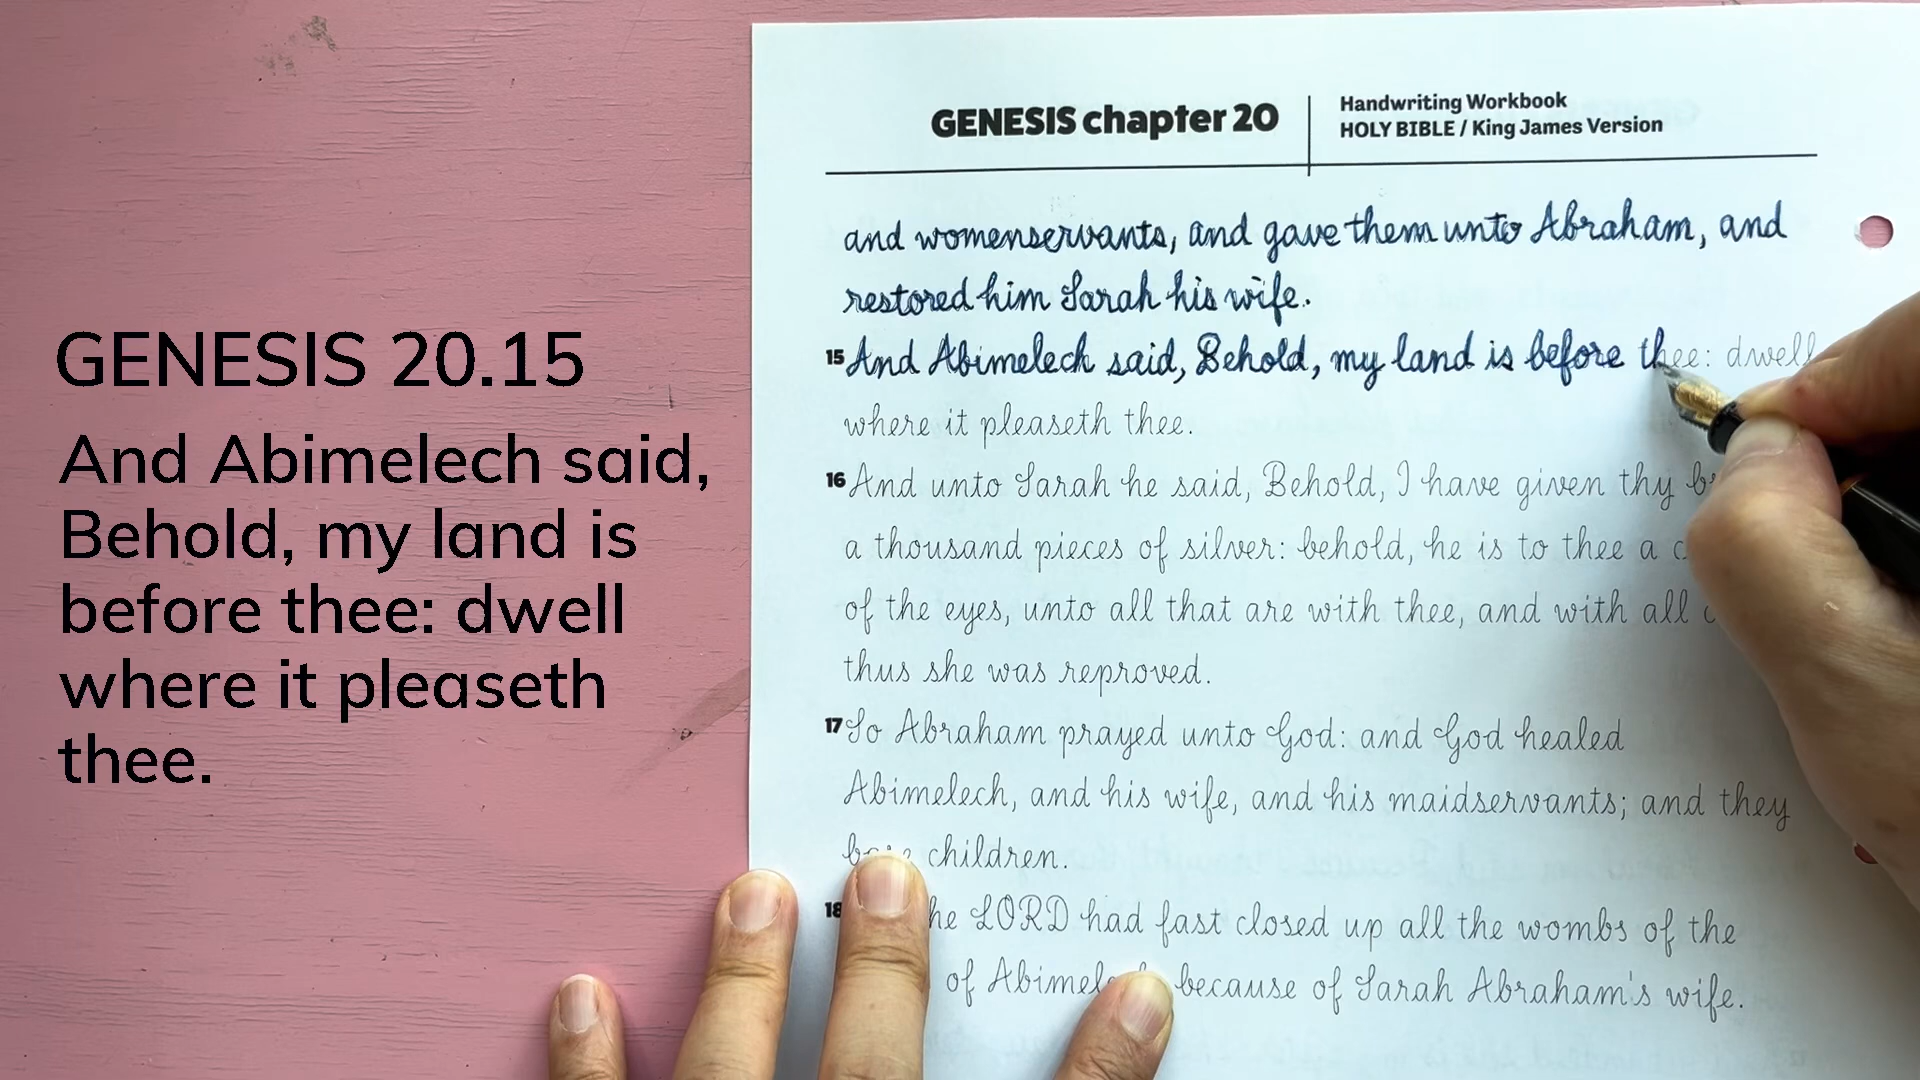 GENESIS 20.15
And Abimelech said,
Behold, my land is
before thee: dwell
where it pleaseth
thee.
GENESIS chapter 20
Handwriting Workbook
HOLY BIBLE / King James Version
and womenservants, and gave them unto Abraham, and
restored him Sarah his wife.
15 And Abimelech said, Behold, my land is before thee: dwell
where it pleaseth thee.
16 And unto Sarah he said, Behold, I have given thy
a thousand pieces of silver: behold, he is to thee a
of the eyes, unto all that are with thee, and with all
thus she was reproved.
17 So Abraham prayed unto God: and God healed
Abimelech, and his wife, and his maidservants; and they
children.
18 the LORD had fast closed up all the wombs of the
of Abimelech because of Sarah Abraham's wife.